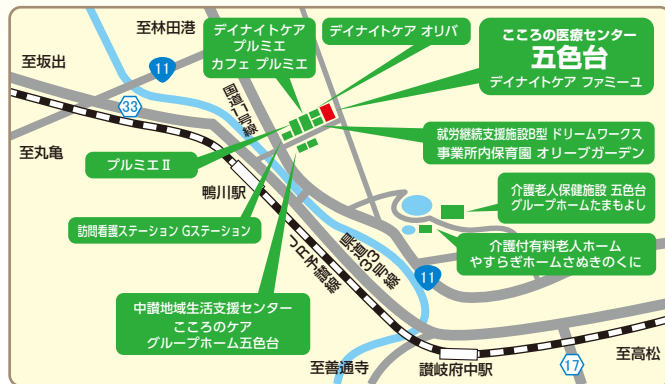 至林田港
デイナイトケア
プルミエ
カフェ プルミエ
デイナイトケア オリバ
こころの医療センター
五色台
デイナイトケア ファミーユ
至坂出
11
国道11号線
33
就労継続支援施設B型 ドリームワークス
事業所内保育園 オリーブガーデン
至丸亀
プルミエⅡ
鴨川駅
介護老人保健施設 五色台
グループホームたまもよし
訪問看護ステーション Gステーション
介護付有料老人ホーム
やすらぎホームさぬきのくに
JR予讃線
県道33号線
11
中讃地域生活支援センター
こころのケア
グループホーム五色台
至善通寺
讃岐府中駅
17
至高松